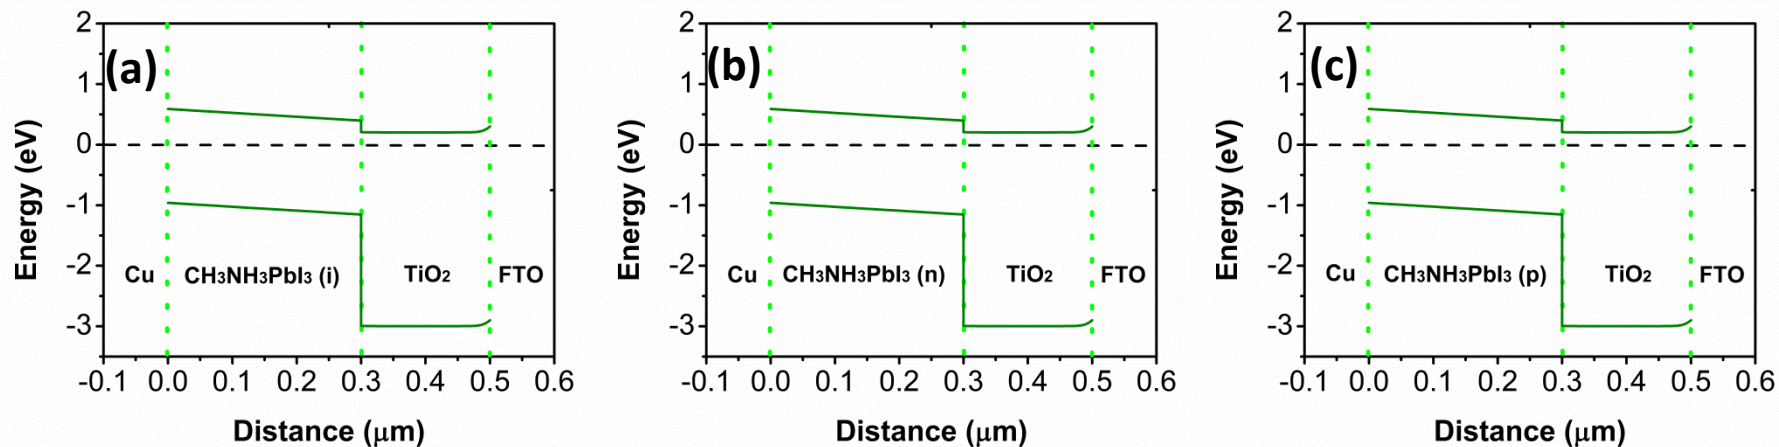 (a)
Energy (eV)
2
1
0
-1
-2
-3
Cu
CH₃NH₃PbI₃ (i)
TiO₂
FTO
-0.1 0.0 0.1 0.2 0.3 0.4 0.5 0.6
Distance (μm)
(b)
Energy (eV)
2
1
0
-1
-2
-3
Cu
CH₃NH₃PbI₃ (n)
TiO₂
FTO
-0.1 0.0 0.1 0.2 0.3 0.4 0.5 0.6
Distance (μm)
(c)
Energy (eV)
2
1
0
-1
-2
-3
Cu
CH₃NH₃PbI₃ (p)
TiO₂
FTO
-0.1 0.0 0.1 0.2 0.3 0.4 0.5 0.6
Distance (μm)